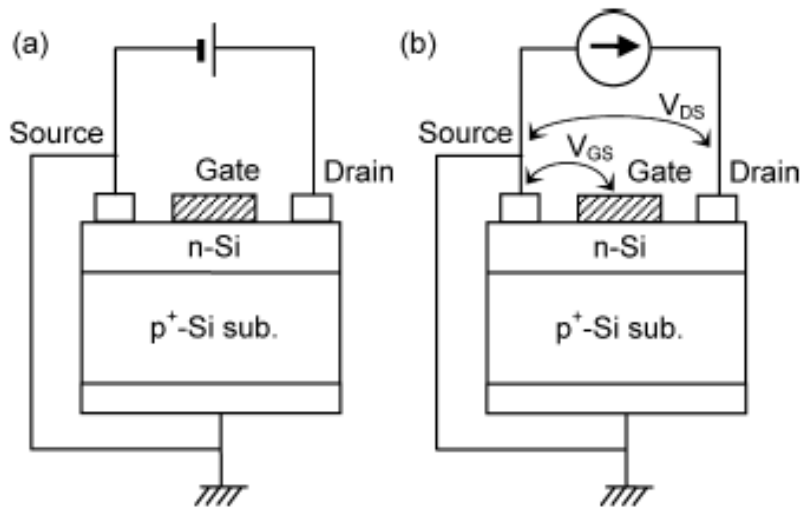 (a)
Source
Gate
Drain
n-Si
p⁺-Si sub.
(b)
V_DS
Source
V_GS
Gate
Drain
n-Si
p⁺-Si sub.